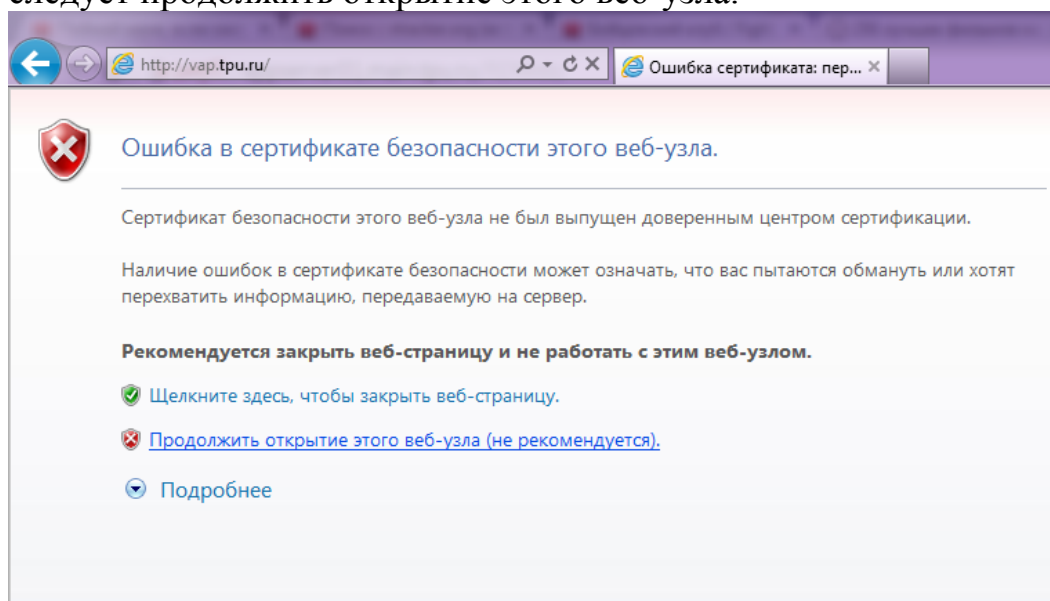 следует продолжить открытие этого веб-узла.
http://vap.tpu.ru/
Ошибка сертификата: пер...
Ошибка в сертификате безопасности этого веб-узла.
Сертификат безопасности этого веб-узла не был выпущен доверенным центром сертификации.
Наличие ошибок в сертификате безопасности может означать, что вас пытаются обмануть или хотят
перехватить информацию, передаваемую на сервер.
Рекомендуется закрыть веб-страницу и не работать с этим веб-узлом.
Щелкните здесь, чтобы закрыть веб-страницу.
Продолжить открытие этого веб-узла (не рекомендуется).
Подробнее